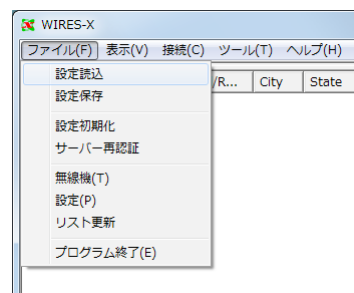 WIRES-X
ファイル(F) 表示(V) 接続(C) ツール(T) ヘルプ(H)
/R... City State
設定読込
設定保存
設定初期化
サーバー再認証
無線機(T)
設定(P)
リスト更新
プログラム終了(E)